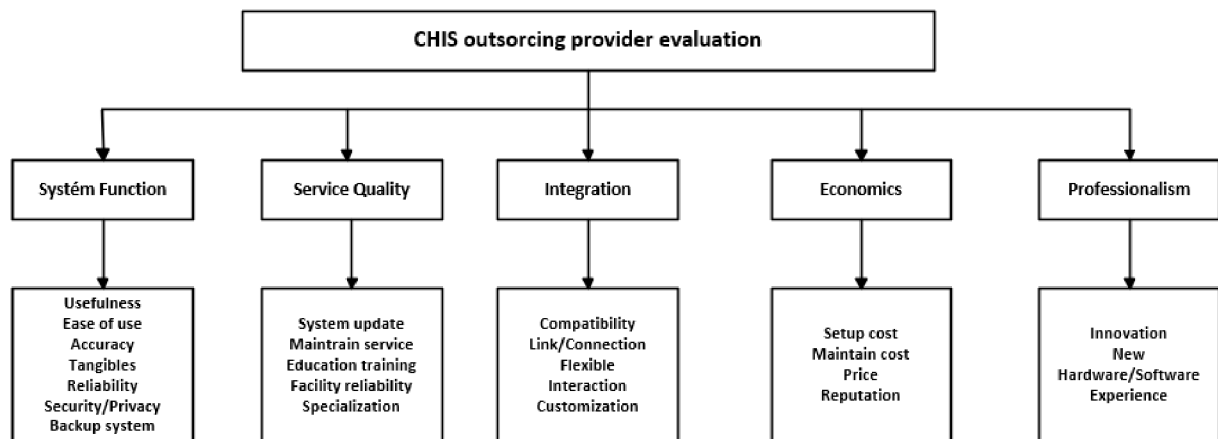 CHIS outsorcing provider evaluation
Systém Function
Service Quality
Integration
Economics
Professionalism
Usefulness
Ease of use
Accuracy
Tangibles
Reliability
Security/Privacy
Backup system
System update
Maintrain service
Education training
Facility reliability
Specialization
Compatibility
Link/Connection
Flexible
Interaction
Customization
Setup cost
Maintain cost
Price
Reputation
Innovation
New
Hardware/Software
Experience